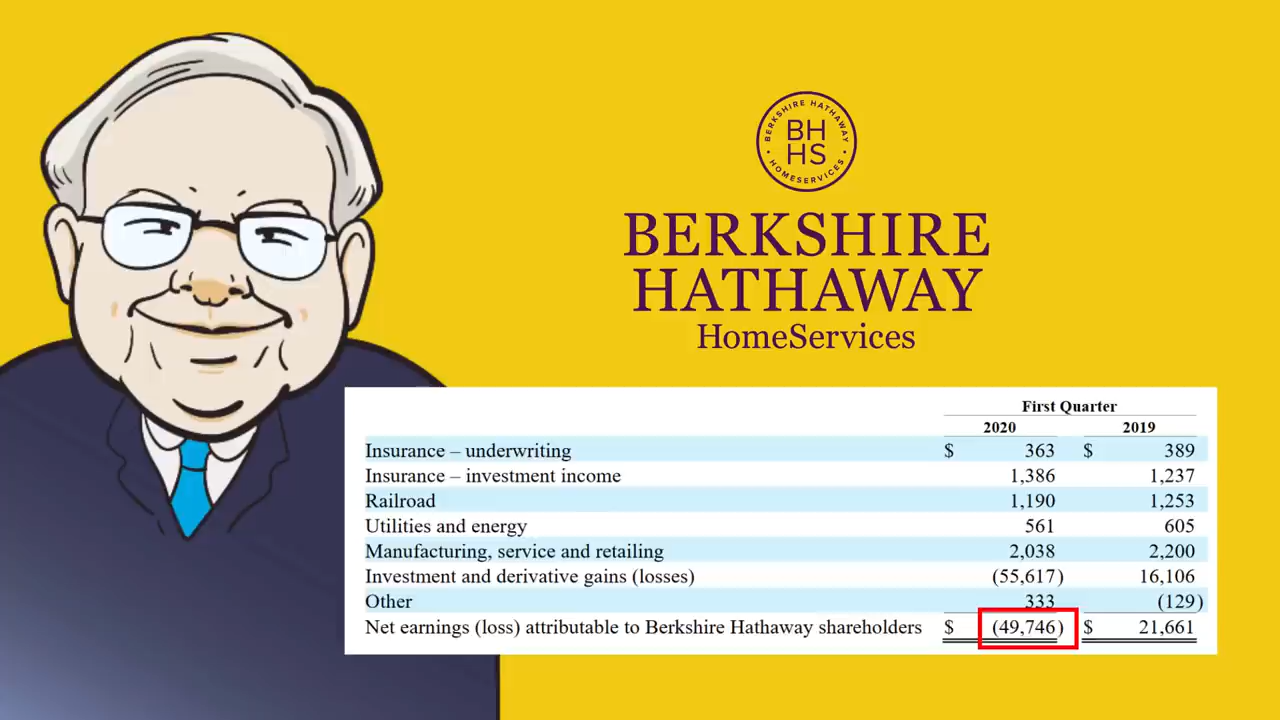 BERKSHIRE HATHAWAY
BH
HS
• HOMESERVICES •
BERKSHIRE
HATHAWAY
HomeServices
First Quarter
2020 2019
Insurance – underwriting $ 363 $ 389
Insurance – investment income 1,386 1,237
Railroad 1,190 1,253
Utilities and energy 561 605
Manufacturing, service and retailing 2,038 2,200
Investment and derivative gains (losses) (55,617) 16,106
Other 333 (129)
Net earnings (loss) attributable to Berkshire Hathaway shareholders $ (49,746) $ 21,661